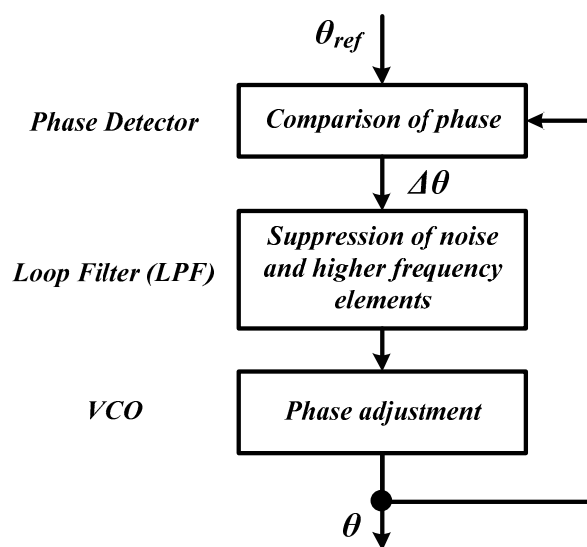 θref
Phase Detector
Comparison of phase
Δθ
Loop Filter (LPF)
Suppression of noise
and higher frequency
elements
VCO
Phase adjustment
θ